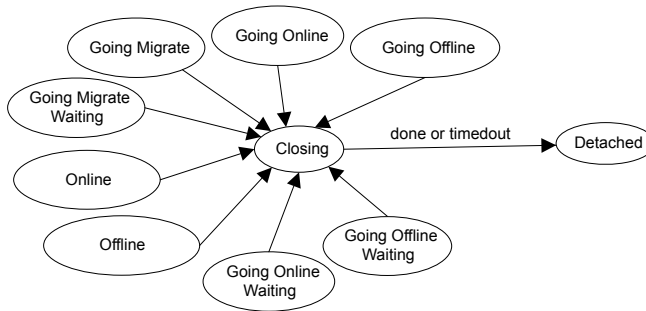 Going Migrate
Going Online
Going Offline
Going Migrate
Waiting
Closing
done or timedout
Detached
Online
Offline
Going Online
Waiting
Going Offline
Waiting